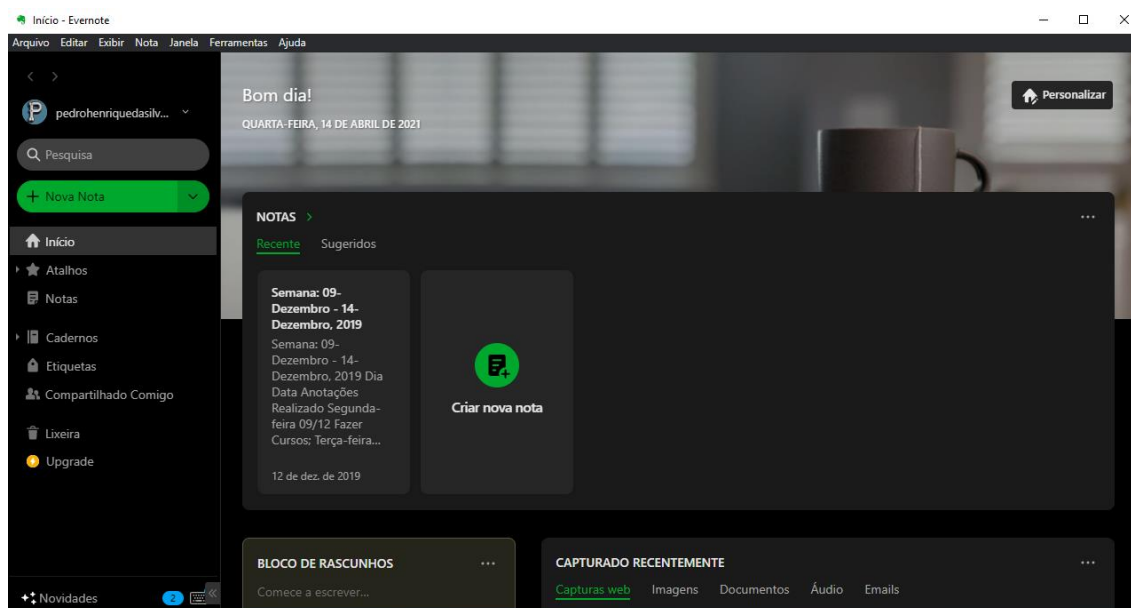 Início - Evernote
Arquivo Editar Exibir Nota Janela Ferramentas Ajuda
pedrohenriquedasilv...
Pesquisa
Nova Nota
Início
Atalhos
Notas
Cadernos
Etiquetas
Compartilhado Comigo
Lixeira
Upgrade
Novidades 2
Bom dia!
QUARTA-FEIRA, 14 DE ABRIL DE 2021
Personalizar
NOTAS
Recente Sugeridos
Semana: 09-
Dezembro - 14-
Dezembro, 2019
Semana: 09-
Dezembro - 14-
Dezembro, 2019 Dia
Data Anotações
Realizado Segunda-
feira 09/12 Fazer
Cursos; Terça-feira...
12 de dez. de 2019
Criar nova nota
BLOCO DE RASCUNHOS
Comece a escrever...
CAPTURADO RECENTEMENTE
Capturas web Imagens Documentos Áudio Emails